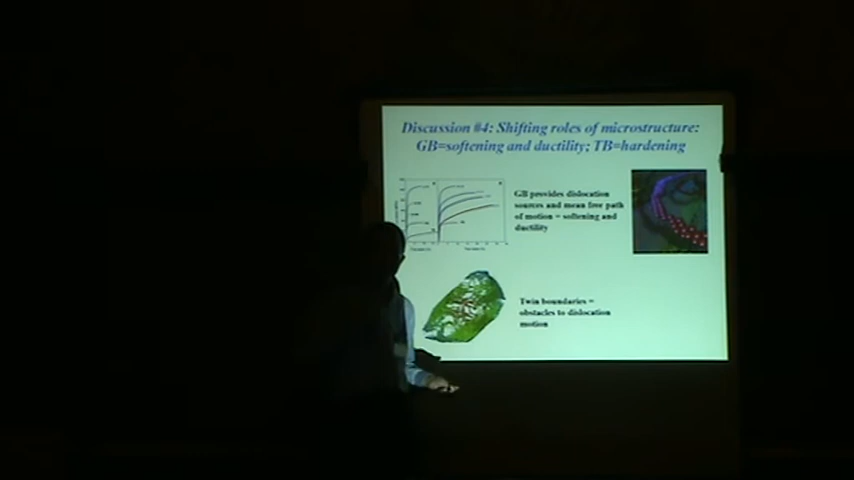 Discussion #4: Shifting roles of microstructure:
GB=softening and ductility; TB=hardening
GB provides dislocation
sources and mean free path
of motion = softening and
ductility
Twin boundaries =
obstacles to dislocation
motion